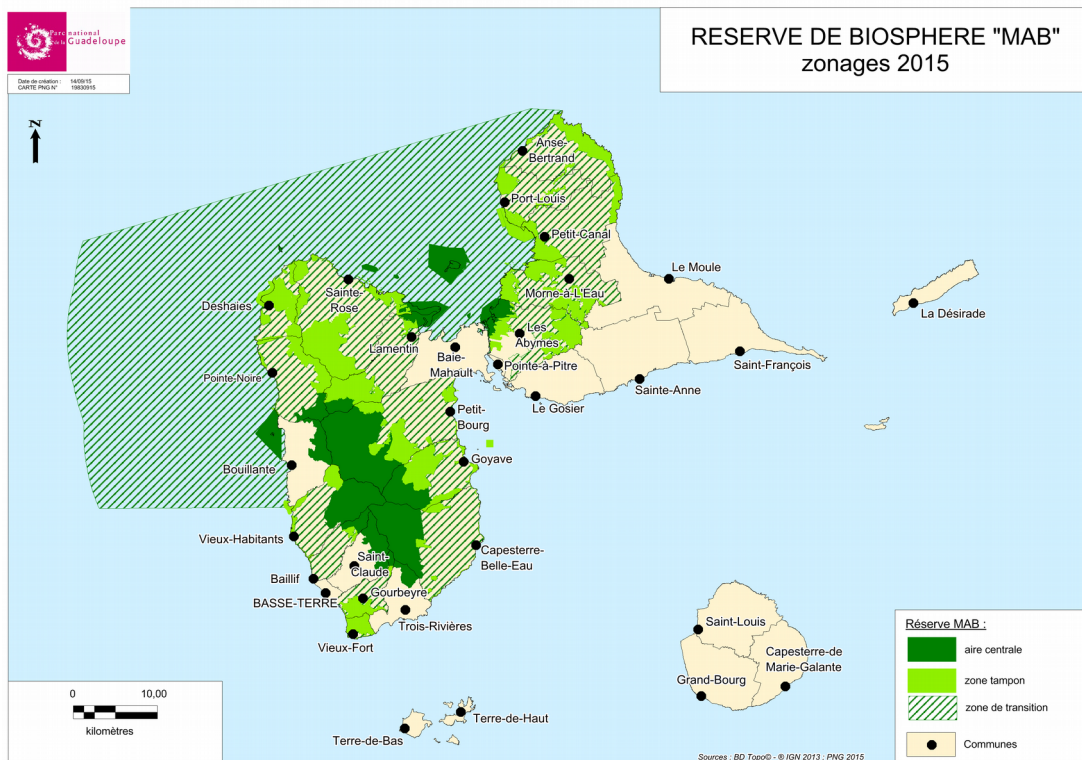 Parc national
de la Guadeloupe
Date de création : 14/09/15
CARTE PNG N° 19830915
RESERVE DE BIOSPHERE "MAB"
zonages 2015
N
Anse-
Bertrand
Port-Louis
Petit-Canal
Le Moule
Morne-à-L'Eau
La Désirade
Sainte-
Rose
Deshaies
Les
Abymes
Lamentin
Baie-
Mahault
Pointe-à-Pitre
Saint-François
Pointe-Noire
Sainte-Anne
Le Gosier
Petit-
Bourg
Goyave
Bouillante
Vieux-Habitants
Capesterre-
Belle-Eau
Saint-
Claude
Baillif
BASSE-TERRE
Gourbeyre
Trois-Rivières
Vieux-Fort
Saint-Louis
Capesterre-de
Marie-Galante
Grand-Bourg
Terre-de-Haut
Terre-de-Bas
0 10,00
kilomètres
Réserve MAB :
aire centrale
zone tampon
zone de transition
Communes
Sources : BD Topo© - ® IGN 2013 ; PNG 2015